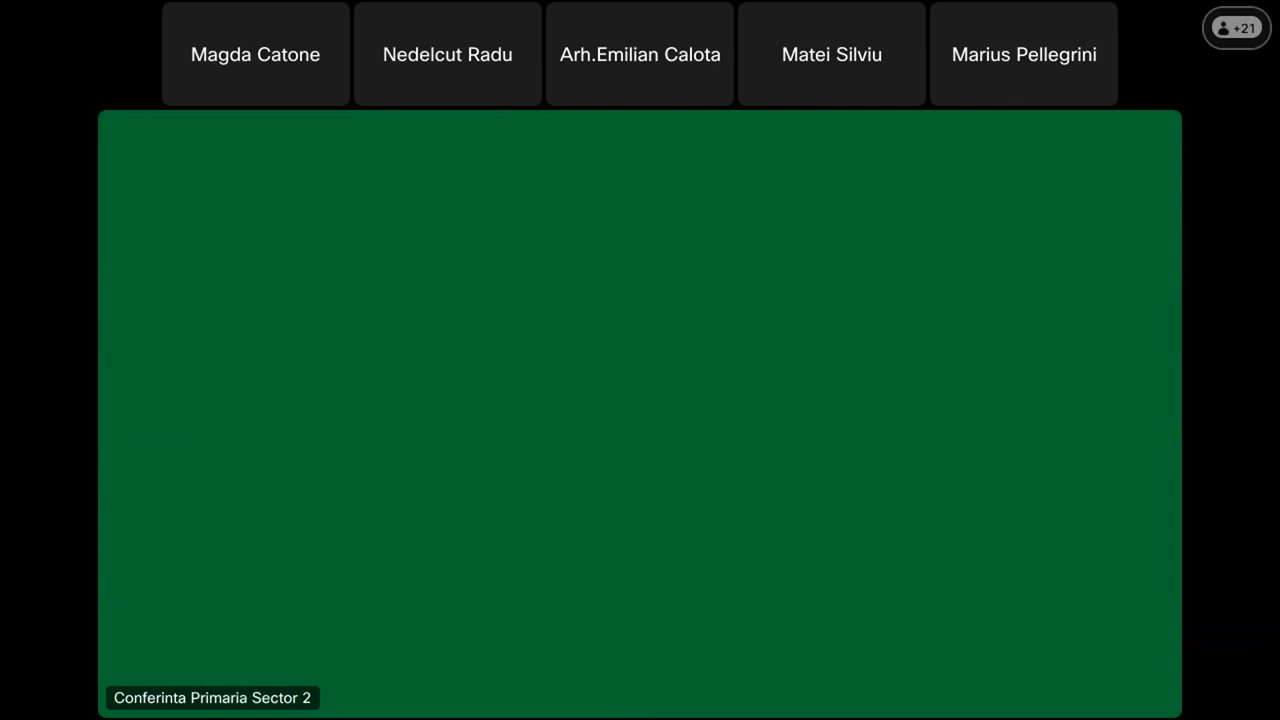 Magda Catone
Nedelcut Radu
Arh.Emilian Calota
Matei Silviu
Marius Pellegrini
+21
Conferinta Primaria Sector 2